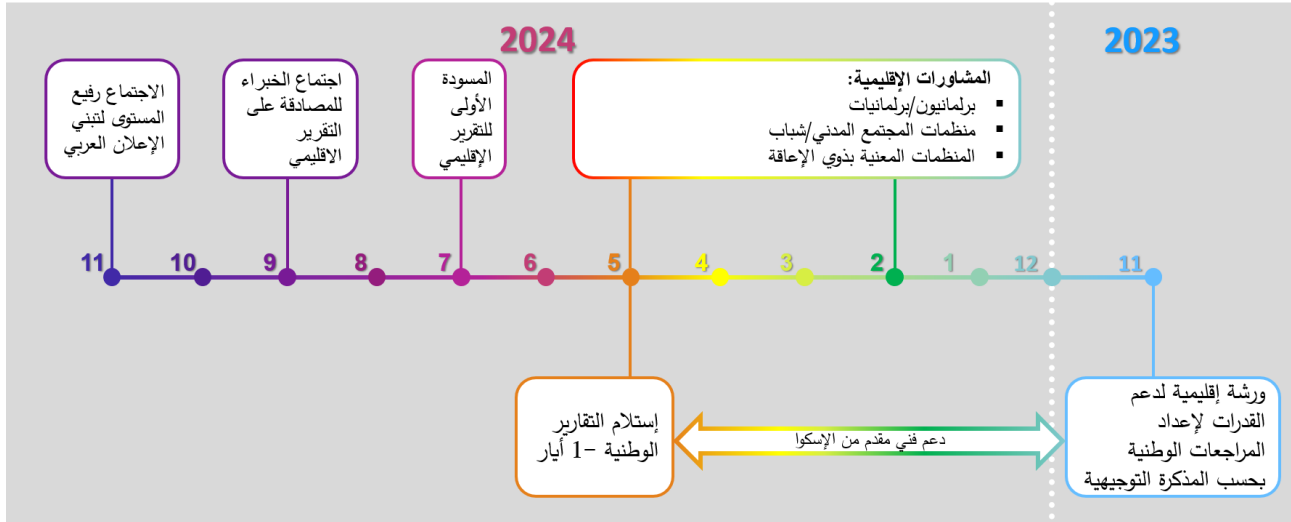 2023
2024
المشاورات الإقليمية:
▪ برلمانيون/برلمانيات
▪ منظمات المجتمع المدني/شباب
▪ المنظمات المعنية بذوي الإعاقة
المسودة
الأولى
للتقرير
الإقليمي
اجتماع الخبراء
للمصادقة على
التقرير
الاقليمي
الاجتماع رفيع
المستوى لتبني
الإعلان العربي
11
12
1
2
3
4
5
6
7
8
9
10
11
ورشة إقليمية لدعم
القدرات لإعداد
المراجعات الوطنية
بحسب المذكرة التوجيهية
دعم فني مقدم من الإسكوا
إستلام التقارير
الوطنية –1 أيار